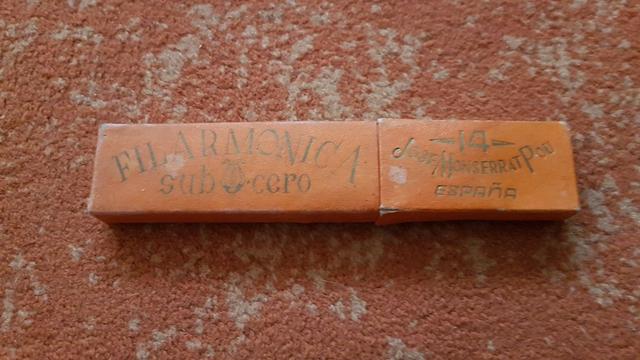 FILARMONICA
sub-cero
14
JOSE MONSERRAT POU
ESPAÑA